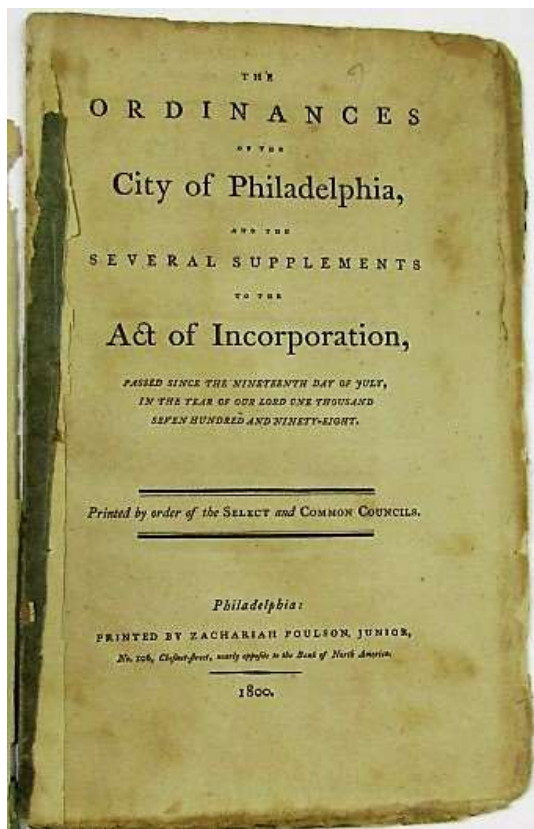 THE
ORDINANCES
OF THE
City of Philadelphia,
AND THE
SEVERAL SUPPLEMENTS
TO THE
Act of Incorporation,
PASSED SINCE THE NINETEENTH DAY OF JULY,
IN THE YEAR OF OUR LORD ONE THOUSAND
SEVEN HUNDRED AND NINETY-EIGHT.
Printed by order of the SELECT and COMMON COUNCILS.
Philadelphia:
PRINTED BY ZACHARIAH POULSON, JUNIOR,
No. 106, Cheſnut-ſtreet, nearly oppoſite to the Bank of North America.
1800.